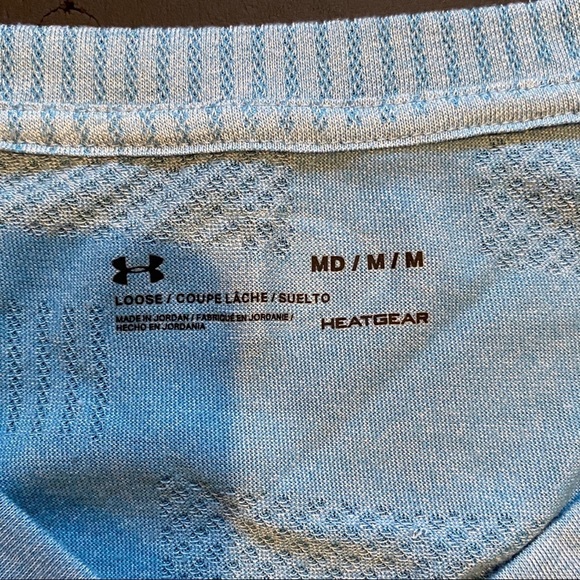 MD / M / M
LOOSE / COUPE LÂCHE / SUELTO
MADE IN JORDAN / FABRIQUÉ EN JORDANIE /
HECHO EN JORDANIA
HEATGEAR